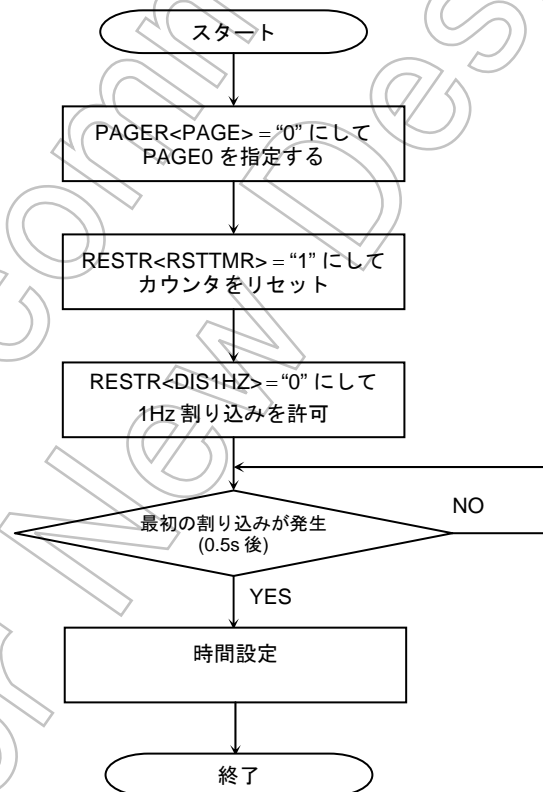 スタート
PAGER<PAGE> = “0” にして
PAGE0 を指定する
RESTR<RSTTMR> = “1” にして
カウンタをリセット
RESTR<DIS1HZ> = “0” にして
1Hz 割り込みを許可
最初の割り込みが発生
(0.5s 後)
NO
YES
時間設定
終了